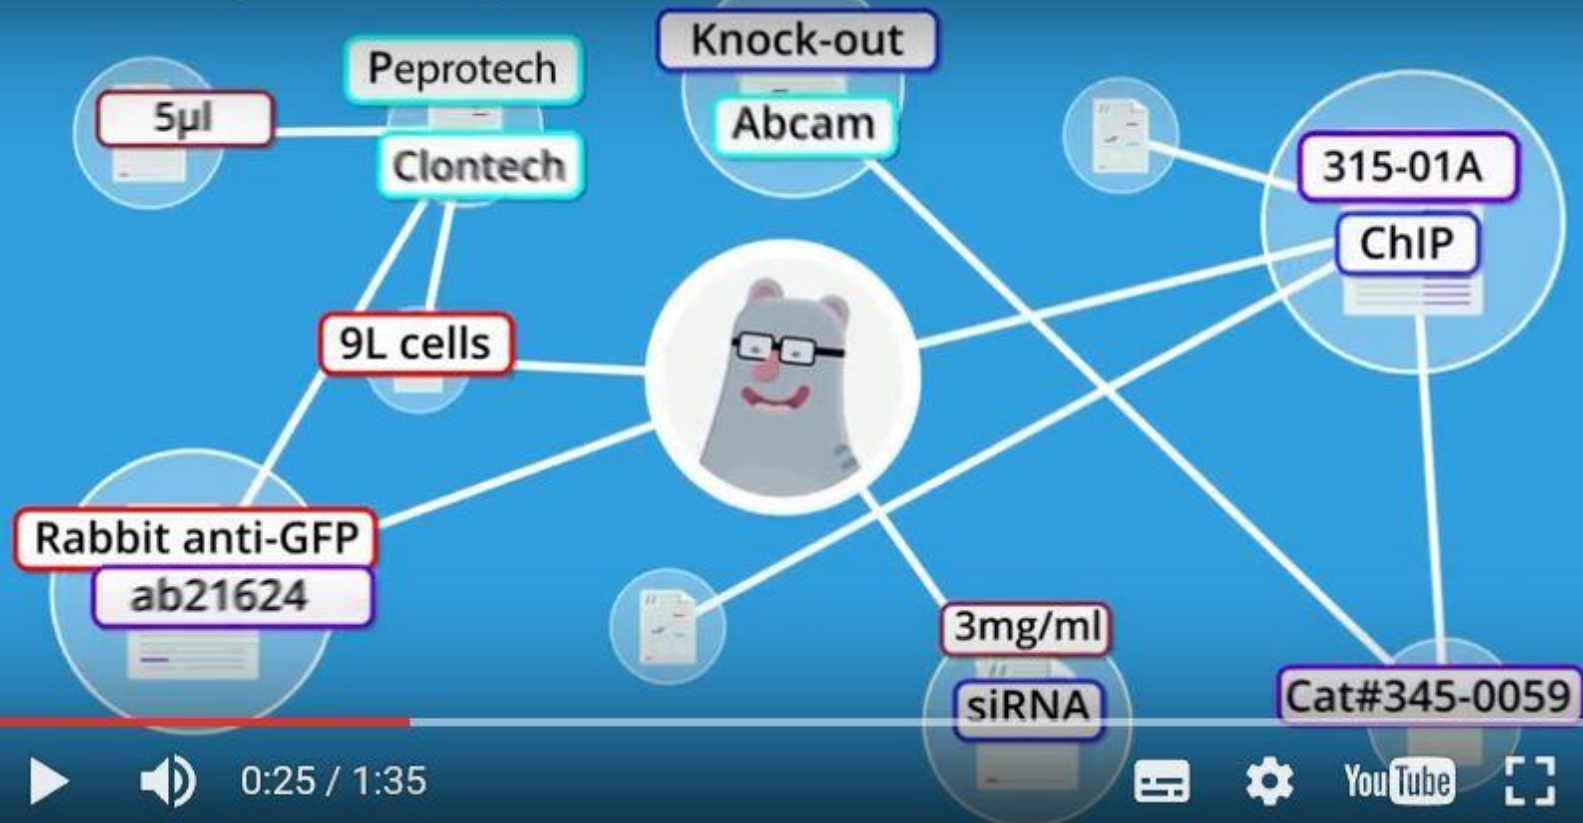 Knock-out
Peprotech
5µl
Abcam
Clontech
315-01A
ChIP
9L cells
Rabbit anti-GFP
ab21624
3mg/ml
siRNA
Cat#345-0059
0:25 / 1:35
YouTube